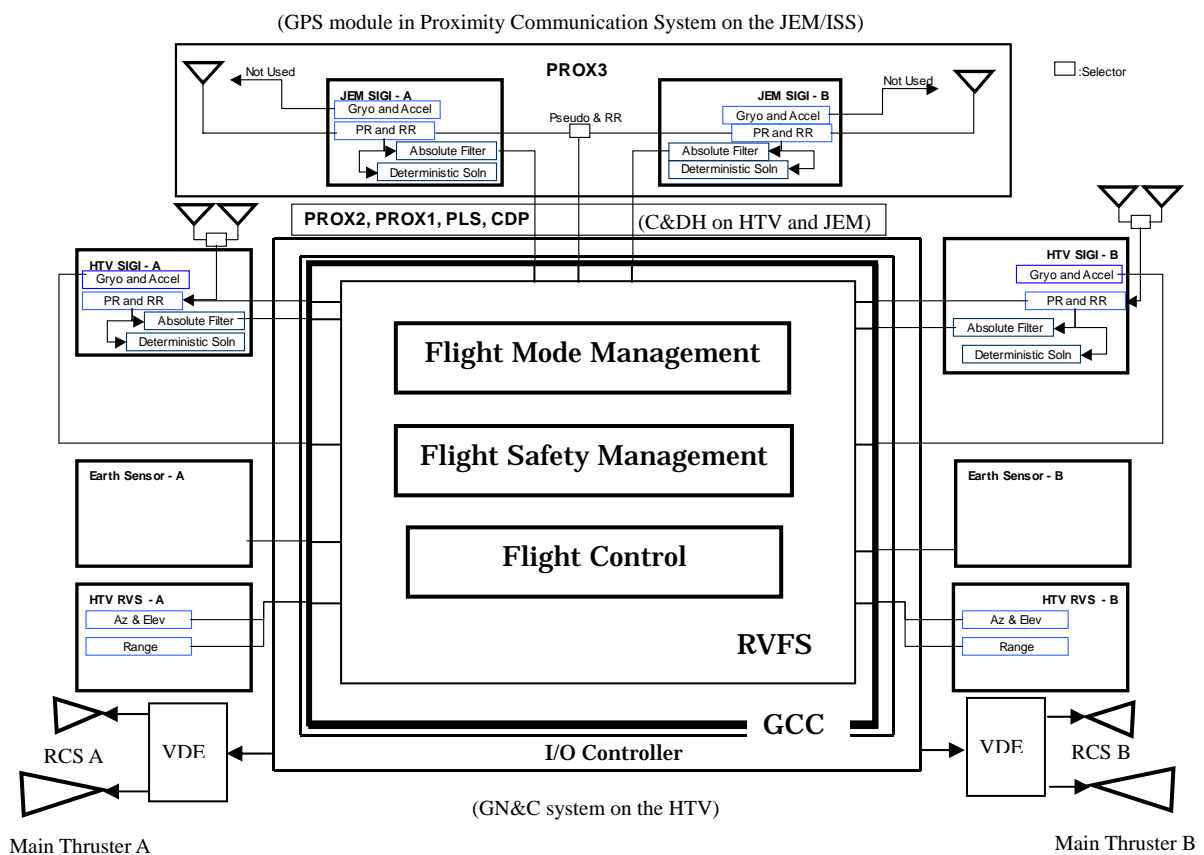 (GPS module in Proximity Communication System on the JEM/ISS)
PROX3
:Selector
Not Used
Not Used
JEM SIGI - A
Gryo and Accel
PR and RR
Absolute Filter
Deterministic Soln
Pseudo & RR
JEM SIGI - B
Gryo and Accel
PR and RR
Absolute Filter
Deterministic Soln
PROX2, PROX1, PLS, CDP
(C&DH on HTV and JEM)
HTV SIGI - A
Gryo and Accel
PR and RR
Absolute Filter
Deterministic Soln
HTV SIGI - B
Gryo and Accel
PR and RR
Absolute Filter
Deterministic Soln
Flight Mode Management
Flight Safety Management
Flight Control
RVFS
GCC
I/O Controller
Earth Sensor - A
Earth Sensor - B
HTV RVS - A
Az & Elev
Range
HTV RVS - B
Az & Elev
Range
RCS A
VDE
VDE
RCS B
(GN&C system on the HTV)
Main Thruster A
Main Thruster B